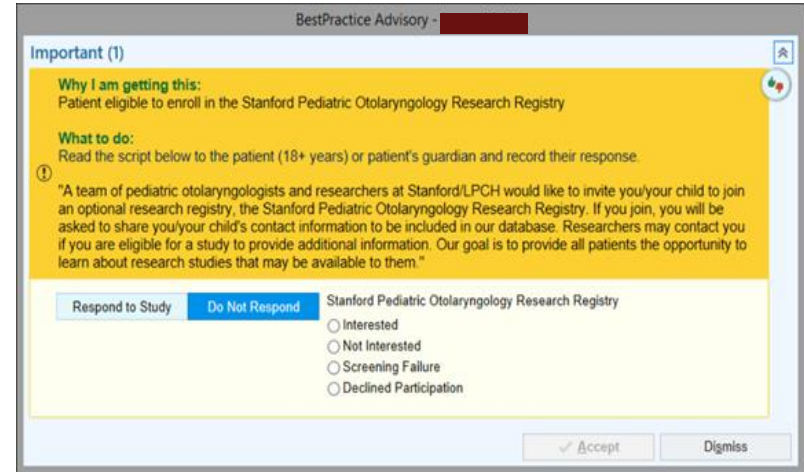 BestPractice Advisory -
Important (1)
Why I am getting this:
Patient eligible to enroll in the Stanford Pediatric Otolaryngology Research Registry
What to do:
Read the script below to the patient (18+ years) or patient's guardian and record their response.
"A team of pediatric otolaryngologists and researchers at Stanford/LPCH would like to invite you/your child to join
an optional research registry, the Stanford Pediatric Otolaryngology Research Registry. If you join, you will be
asked to share you/your child's contact information to be included in our database. Researchers may contact you
if you are eligible for a study to provide additional information. Our goal is to provide all patients the opportunity to
learn about research studies that may be available to them."
Respond to Study
Do Not Respond
Stanford Pediatric Otolaryngology Research Registry
Interested
Not Interested
Screening Failure
Declined Participation
Accept
Dismiss